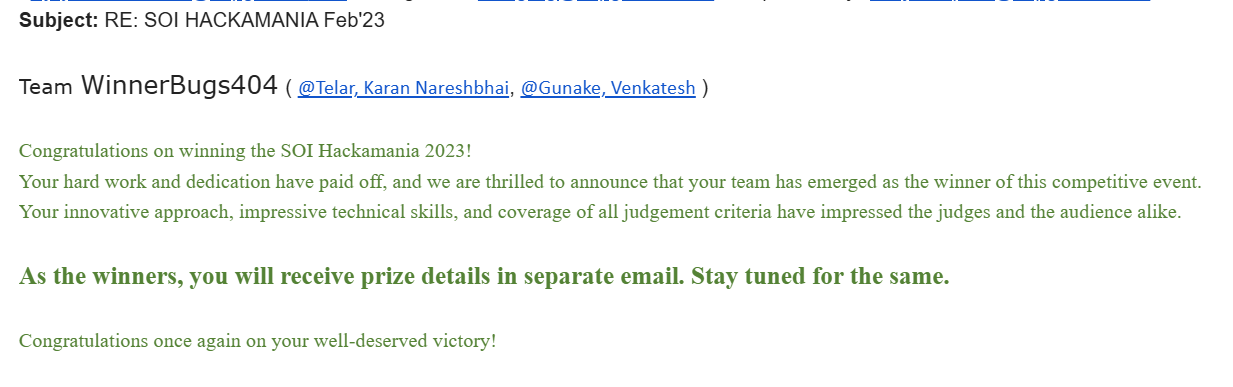 Subject: RE: SOI HACKAMANIA Feb'23
Team WinnerBugs404 ( @Telar, Karan Nareshbhai, @Gunake, Venkatesh )
Congratulations on winning the SOI Hackamania 2023!
Your hard work and dedication have paid off, and we are thrilled to announce that your team has emerged as the winner of this competitive event.
Your innovative approach, impressive technical skills, and coverage of all judgement criteria have impressed the judges and the audience alike.
As the winners, you will receive prize details in separate email. Stay tuned for the same.
Congratulations once again on your well-deserved victory!